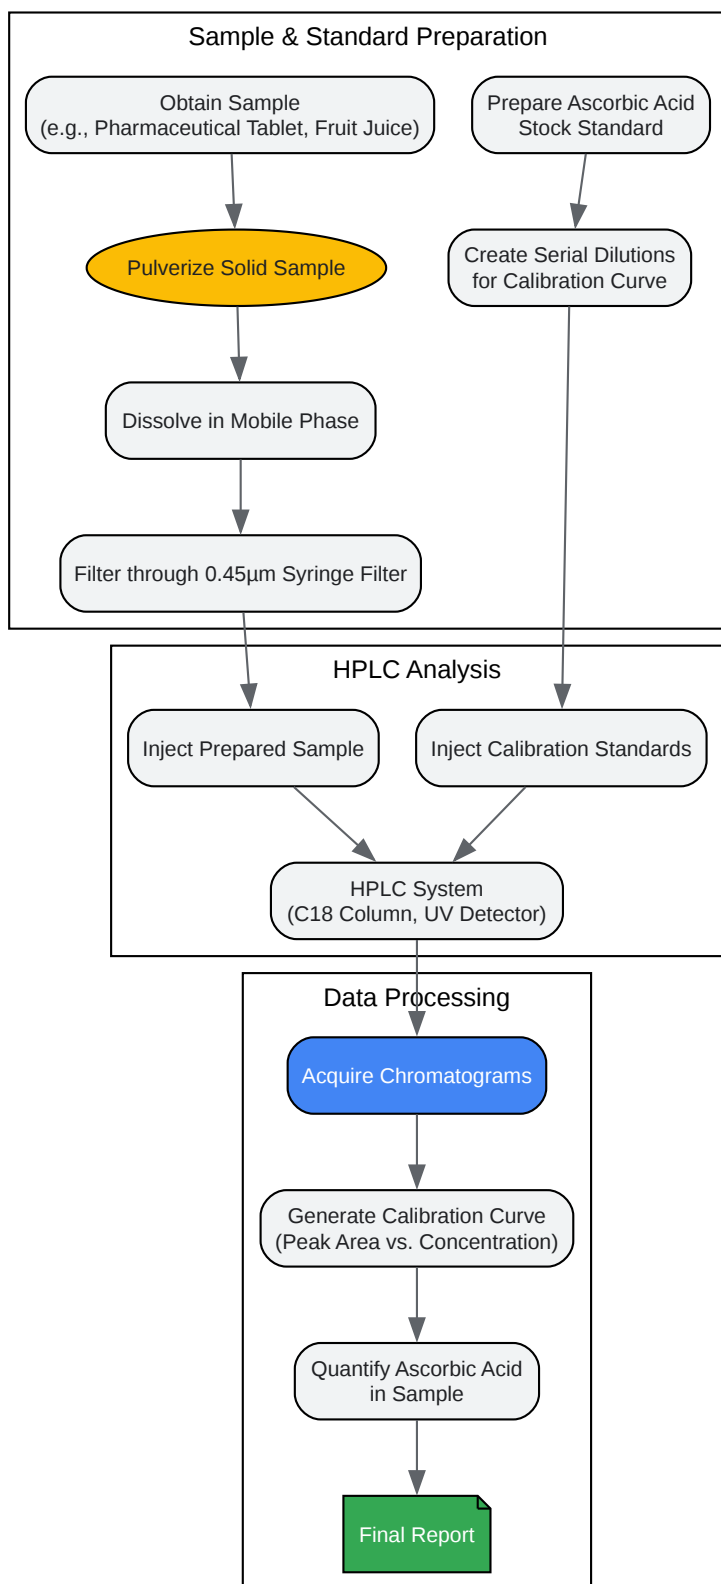 Sample & Standard Preparation
Obtain Sample
(e.g., Pharmaceutical Tablet, Fruit Juice)
Prepare Ascorbic Acid
Stock Standard
Pulverize Solid Sample
Create Serial Dilutions
for Calibration Curve
Dissolve in Mobile Phase
Filter through 0.45µm Syringe Filter
HPLC Analysis
Inject Prepared Sample
Inject Calibration Standards
HPLC System
(C18 Column, UV Detector)
Data Processing
Acquire Chromatograms
Generate Calibration Curve
(Peak Area vs. Concentration)
Quantify Ascorbic Acid
in Sample
Final Report